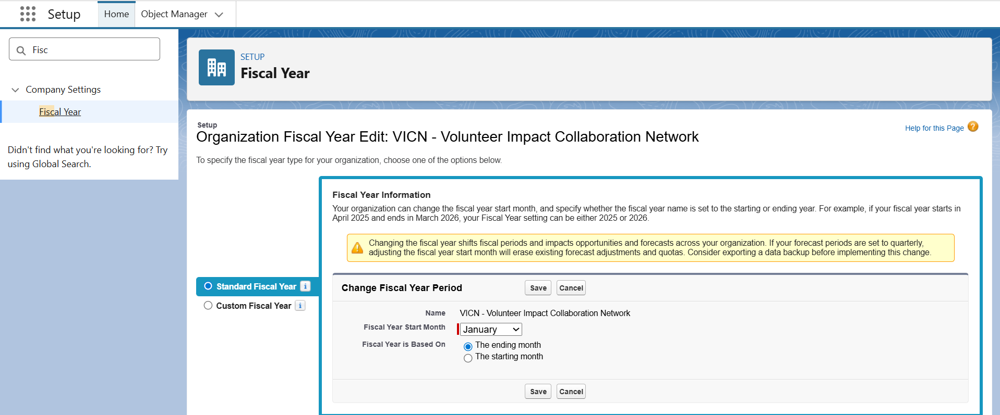 Setup
Home
Object Manager
Fisc
Company Settings
Fiscal Year
Didn't find what you're looking for? Try
using Global Search.
SETUP
Fiscal Year
Setup
Organization Fiscal Year Edit: VICN - Volunteer Impact Collaboration Network
Help for this Page ?
To specify the fiscal year type for your organization, choose one of the options below.
Standard Fiscal Year i
Custom Fiscal Year i
Fiscal Year Information
Your organization can change the fiscal year start month, and specify whether the fiscal year name is set to the starting or ending year. For example, if your fiscal year starts in
April 2025 and ends in March 2026, your Fiscal Year setting can be either 2025 or 2026.
Changing the fiscal year shifts fiscal periods and impacts opportunities and forecasts across your organization. If your forecast periods are set to quarterly,
adjusting the fiscal year start month will erase existing forecast adjustments and quotas. Consider exporting a data backup before implementing this change.
Change Fiscal Year Period
Save
Cancel
Name VICN - Volunteer Impact Collaboration Network
Fiscal Year Start Month January
Fiscal Year is Based On The ending month
The starting month
Save
Cancel